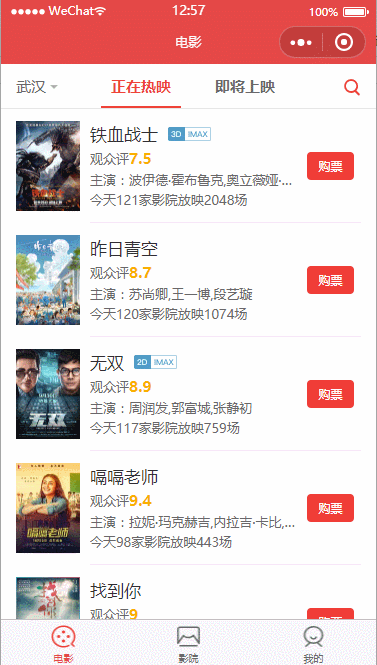 WeChat 12:57 100%
电影
武汉 正在热映 即将上映
铁血战士 3D IMAX
观众评7.5
购票
主演：波伊德·霍布鲁克,奥立薇娅·...
今天121家影院放映2048场
昨日青空
观众评8.7
购票
主演：苏尚卿,王一博,段艺璇
今天120家影院放映1074场
无双 2D IMAX
观众评8.9
购票
主演：周润发,郭富城,张静初
今天117家影院放映759场
嗝嗝老师
观众评9.4
购票
主演：拉妮·玛克赫吉,内拉吉·卡比,...
今天98家影院放映443场
找到你
观众评9
购票
电影 影院 我的